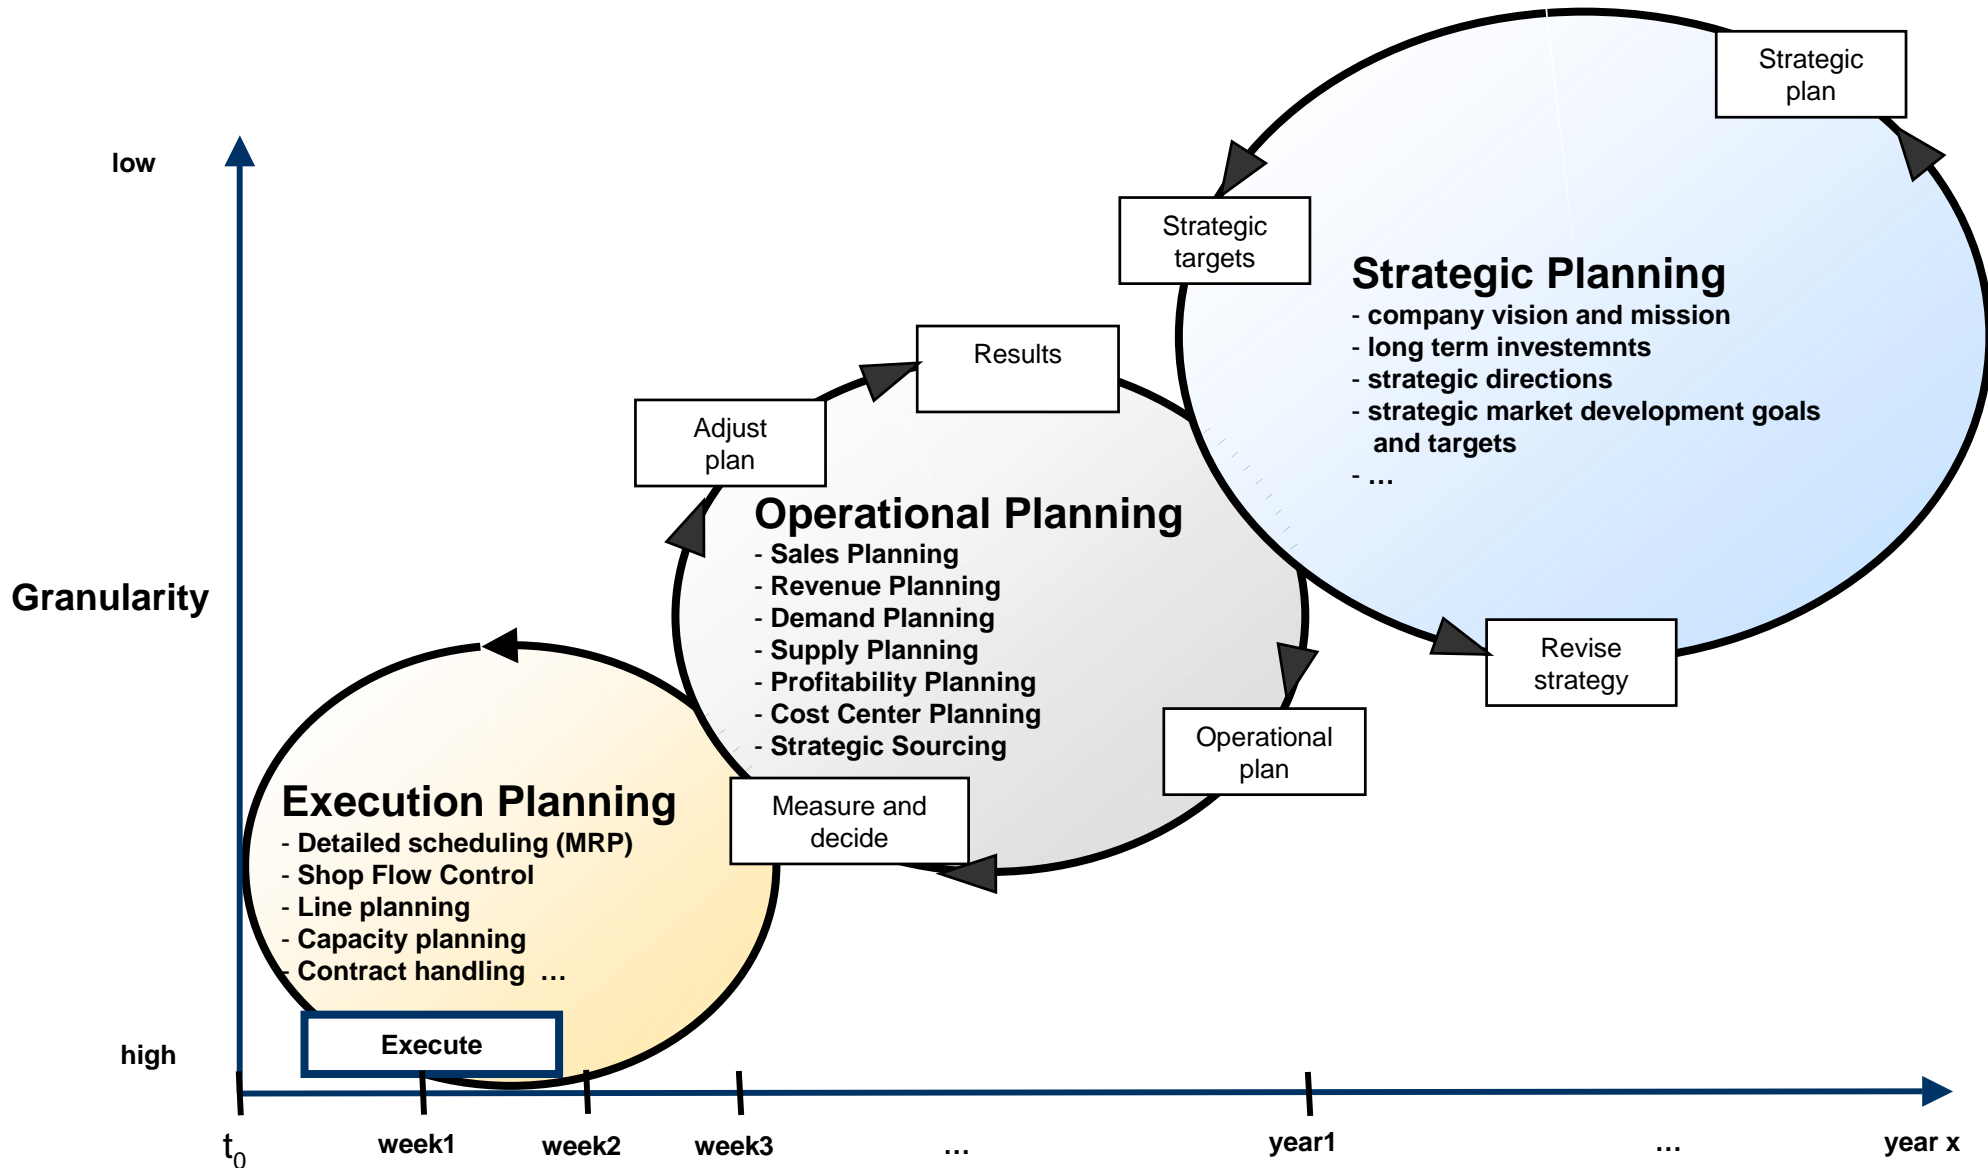 Strategic
plan
low
Strategic
targets
Strategic Planning
- company vision and mission
- long term investemnts
- strategic directions
- strategic market development goals
and targets
- ...
Results
Adjust
plan
Operational Planning
- Sales Planning
- Revenue Planning
- Demand Planning
- Supply Planning
- Profitability Planning
- Cost Center Planning
- Strategic Sourcing
Granularity
Revise
strategy
Operational
plan
Measure and
decide
Execution Planning
- Detailed scheduling (MRP)
- Shop Flow Control
- Line planning
- Capacity planning
- Contract handling ...
Execute
high
t0 week1 week2 week3 ... year1 ... year x